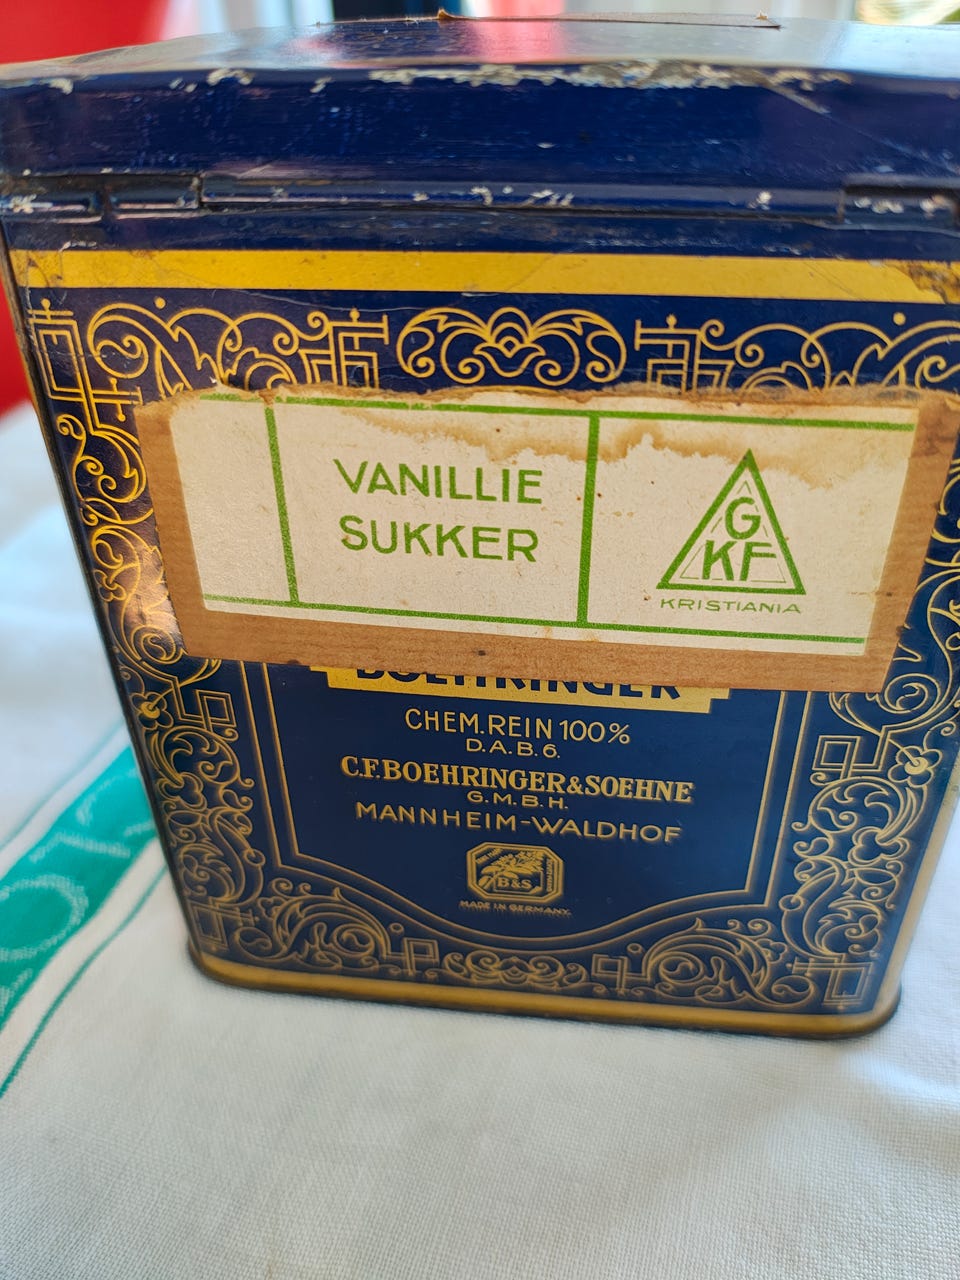 VANILLIE
SUKKER
G
KF
KRISTIANIA
BOEHRINGER
CHEM.REIN 100%
D.A.B.6.
C.F.BOEHRINGER&SOEHNE
G.M.B.H.
MANNHEIM-WALDHOF
B&S
MADE IN GERMANY.